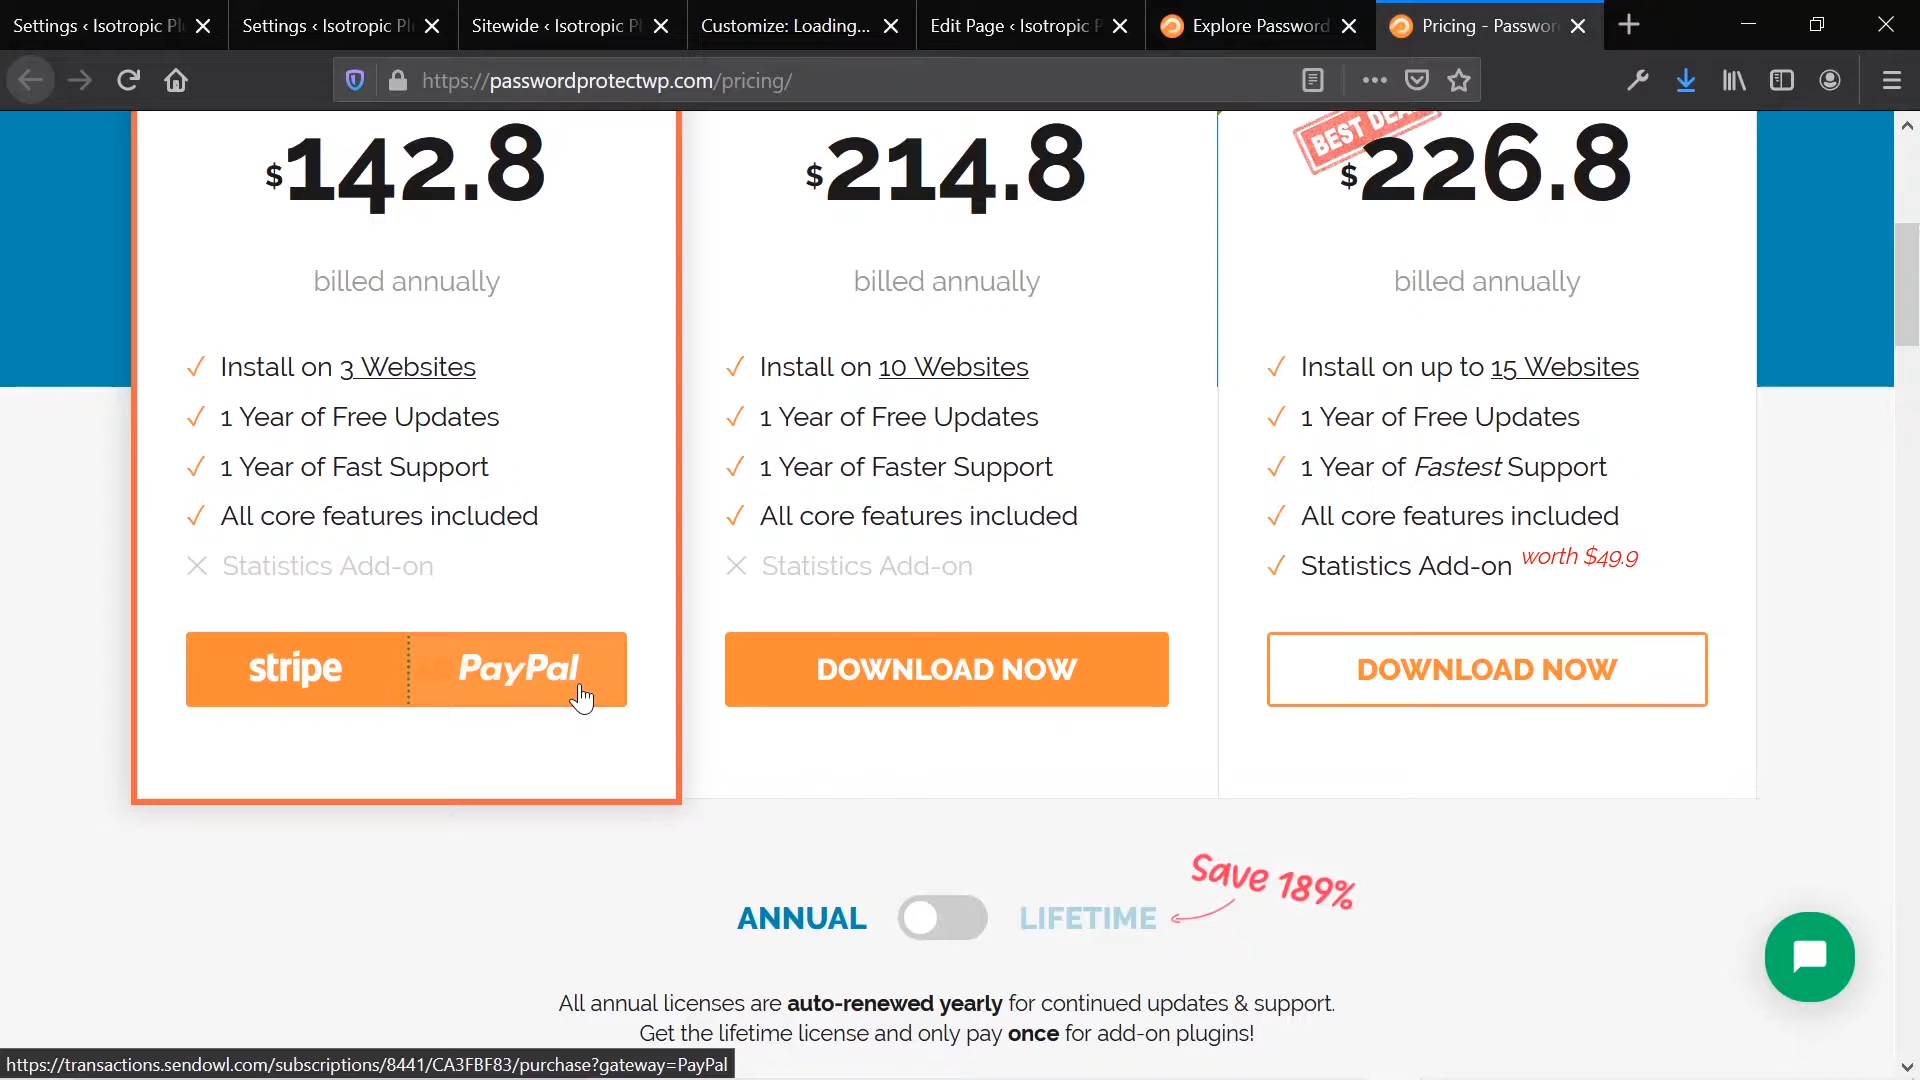 Settings ‹ Isotropic Pl
Settings ‹ Isotropic Pl
Sitewide ‹ Isotropic Pl
Customize: Loading...
Edit Page ‹ Isotropic P
Explore Password
Pricing - Passwor
https://passwordprotectwp.com/pricing/
$142.8
billed annually
✓ Install on 3 Websites
✓ 1 Year of Free Updates
✓ 1 Year of Fast Support
✓ All core features included
✕ Statistics Add-on
stripe PayPal
$214.8
billed annually
✓ Install on 10 Websites
✓ 1 Year of Free Updates
✓ 1 Year of Faster Support
✓ All core features included
✕ Statistics Add-on
DOWNLOAD NOW
BEST DEAL
$226.8
billed annually
✓ Install on up to 15 Websites
✓ 1 Year of Free Updates
✓ 1 Year of Fastest Support
✓ All core features included
✓ Statistics Add-on worth $49.9
DOWNLOAD NOW
Save 189%
ANNUAL LIFETIME
All annual licenses are auto-renewed yearly for continued updates & support.
Get the lifetime license and only pay once for add-on plugins!
https://transactions.sendowl.com/subscriptions/8441/CA3FBF83/purchase?gateway=PayPal